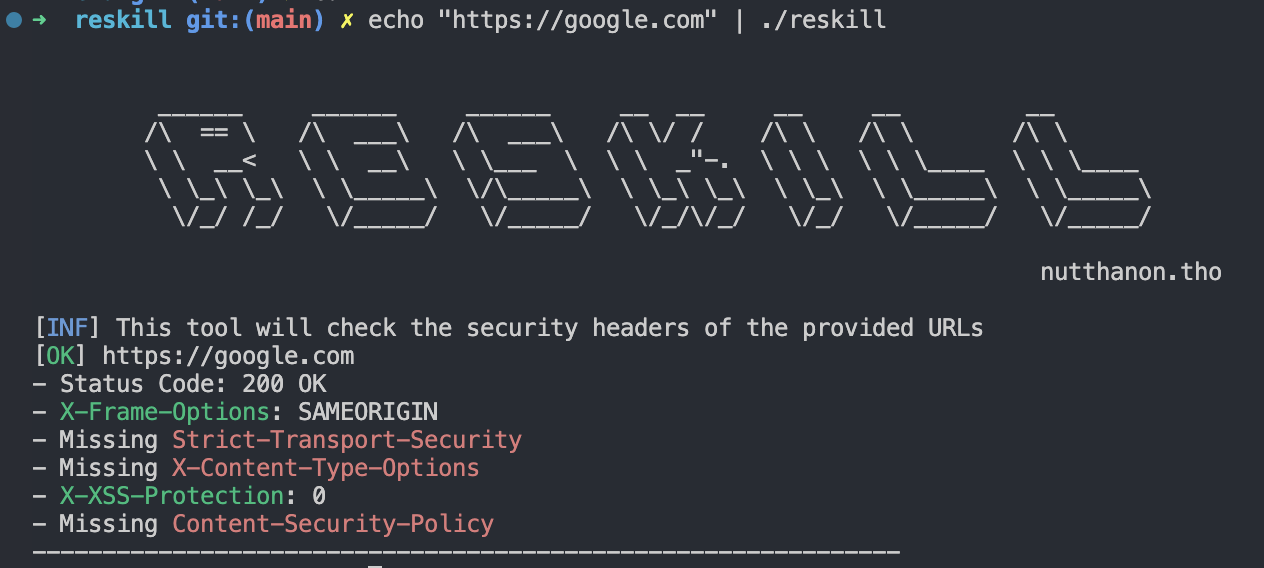 ➜  reskill git:(main) ✗ echo "https://google.com" | ./reskill
RESKILL
nutthanon.tho
[INF] This tool will check the security headers of the provided URLs
[OK] https://google.com
- Status Code: 200 OK
- X-Frame-Options: SAMEORIGIN
- Missing Strict-Transport-Security
- Missing X-Content-Type-Options
- X-XSS-Protection: 0
- Missing Content-Security-Policy
--------------------------------------------------------------